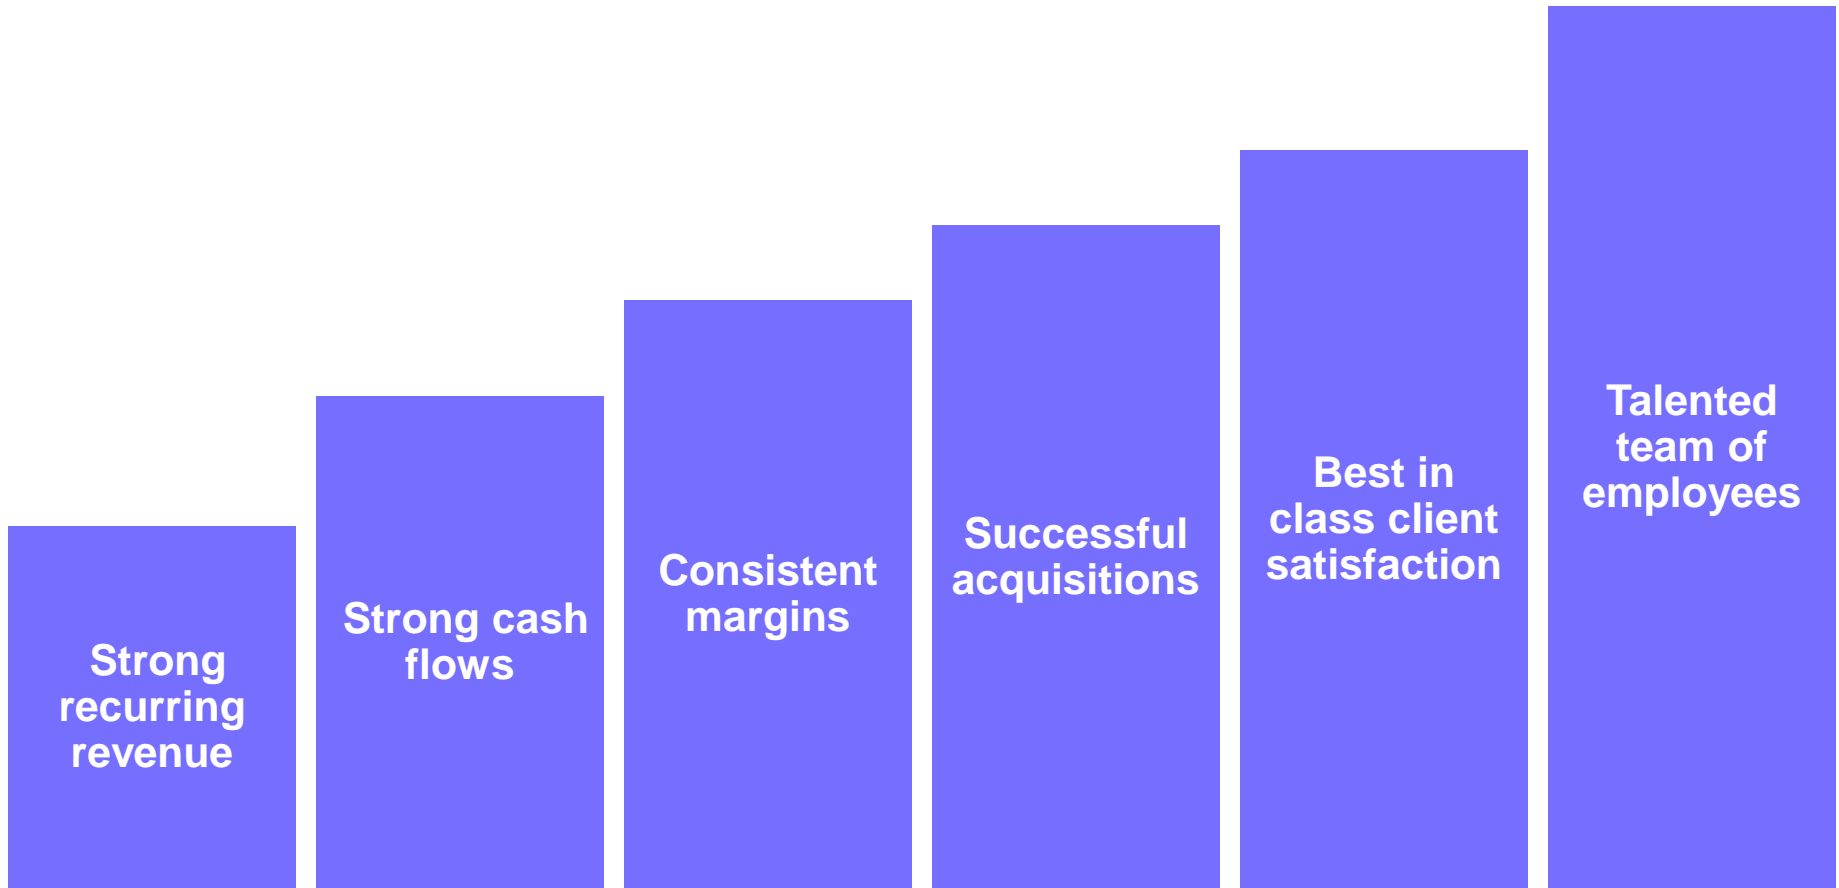 Strong
recurring
revenue
Strong cash
flows
Consistent
margins
Successful
acquisitions
Best in
class client
satisfaction
Talented
team of
employees